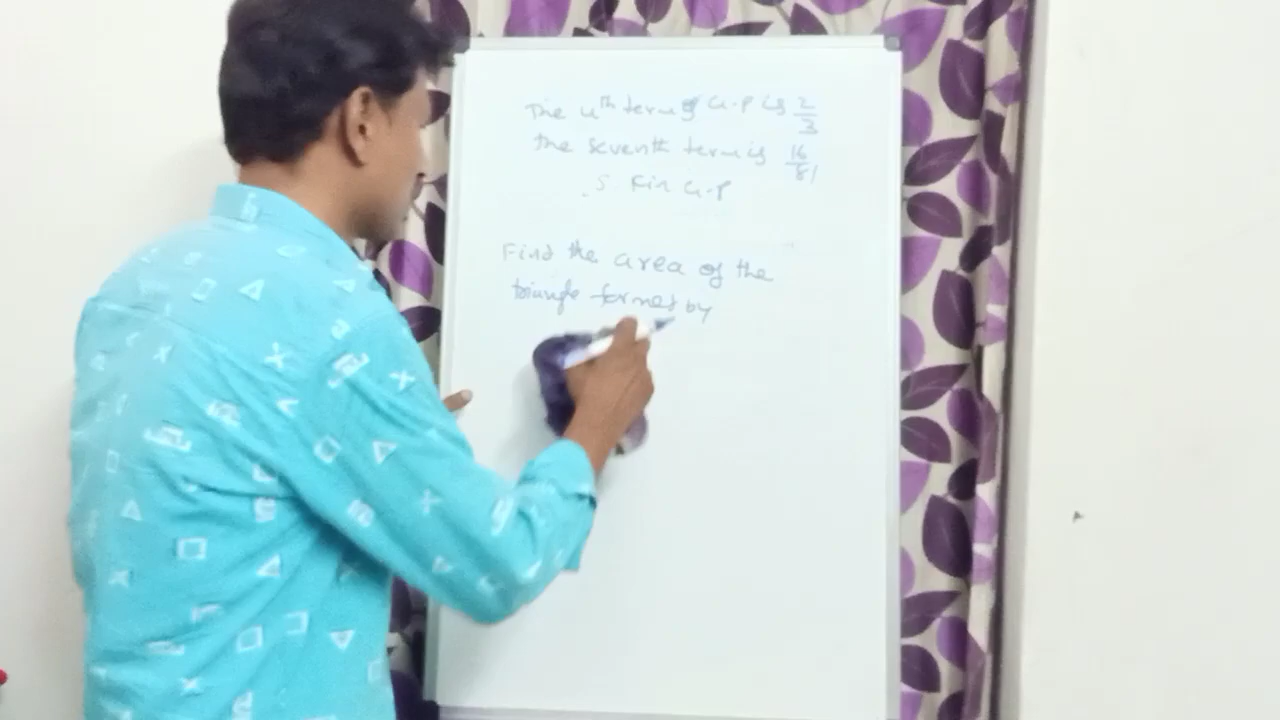 The 4th term of G.P is 2/3
the seventh term is 16/81
s Fin G.P
Find the area of the
triangle formed by